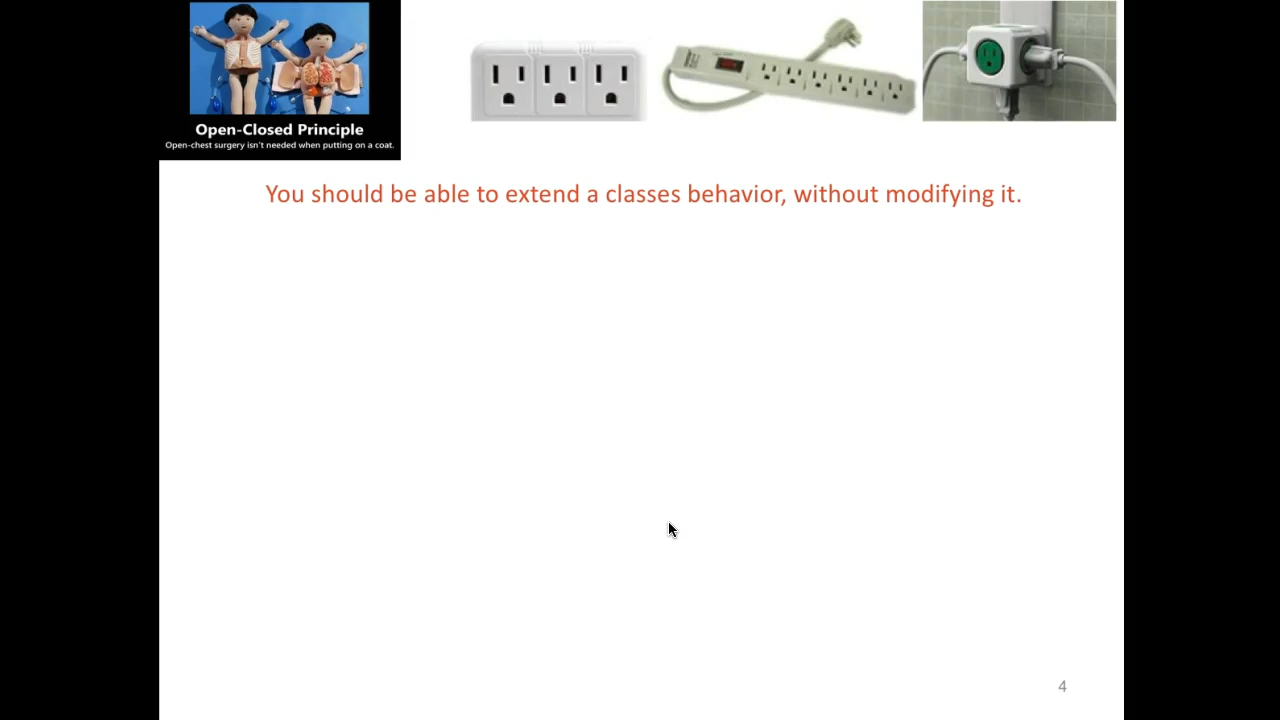 Open-Closed Principle
Open-chest surgery isn't needed when putting on a coat.
You should be able to extend a classes behavior, without modifying it.
4